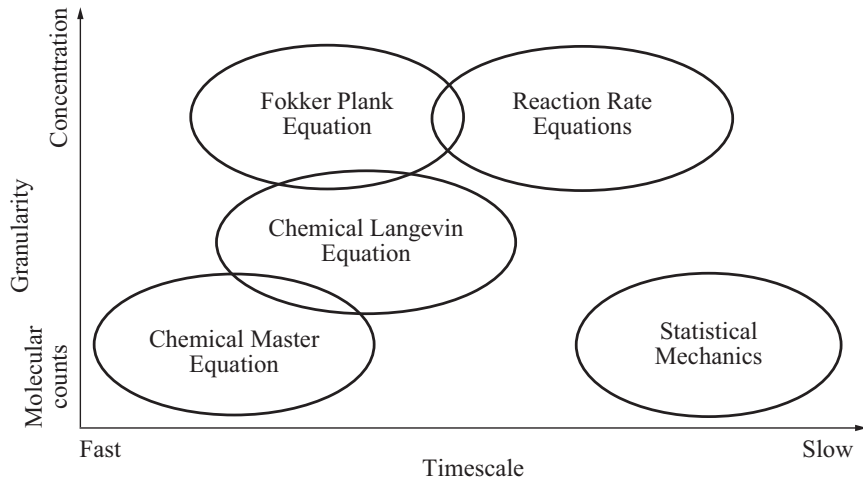 Concentration
Granularity
Molecular
counts
Fokker Plank
Equation
Reaction Rate
Equations
Chemical Langevin
Equation
Chemical Master
Equation
Statistical
Mechanics
Fast
Slow
Timescale